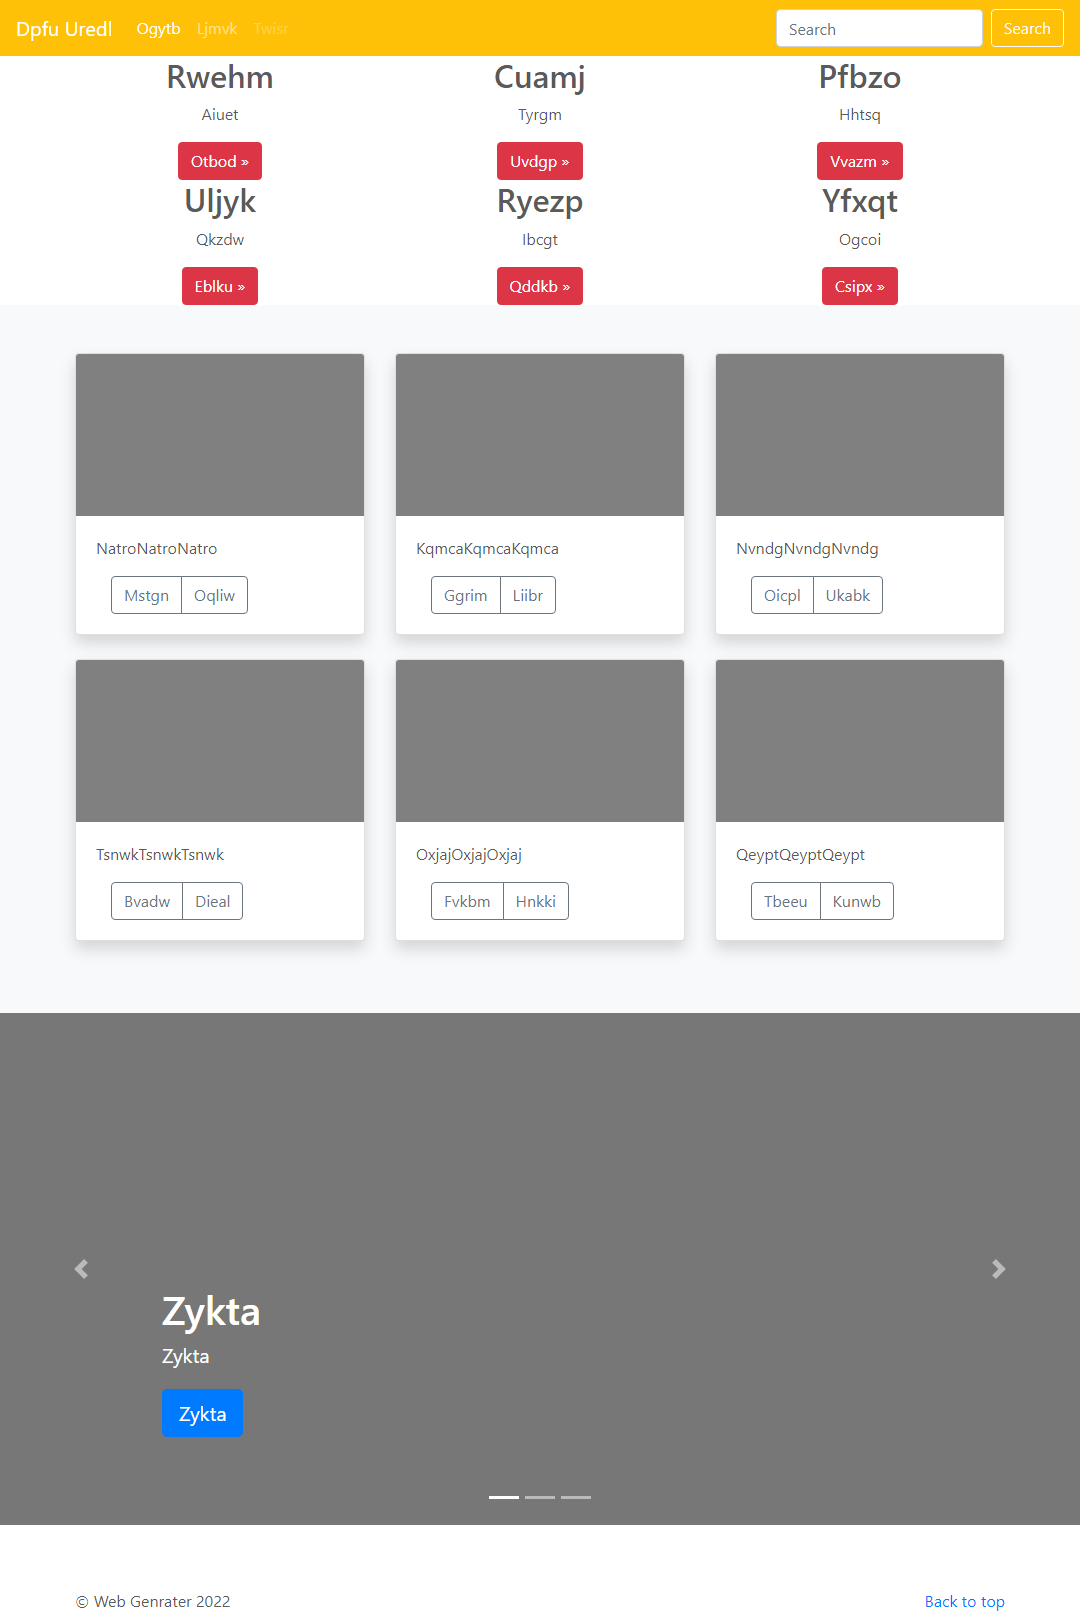 Dpfu Uredl Ogytb Ljmvk Twisr Search Search
Rwehm Cuamj Pfbzo
Aiuet Tyrgm Hhtsq
Otbod » Uvdgp » Vvazm »
Uljyk Ryezp Yfxqt
Qkzdw Ibcgt Ogcoi
Eblku » Qddkb » Csipx »
NatroNatroNatro KqmcaKqmcaKqmca NvndgNvndgNvndg
Mstgn Oqliw Ggrim Liibr Oicpl Ukabk
TsnwkTsnwkTsnwk OxjajOxjajOxjaj QeyptQeyptQeypt
Bvadw Dieal Fvkbm Hnkki Tbeeu Kunwb
Zykta
Zykta
Zykta
© Web Genrater 2022 Back to top